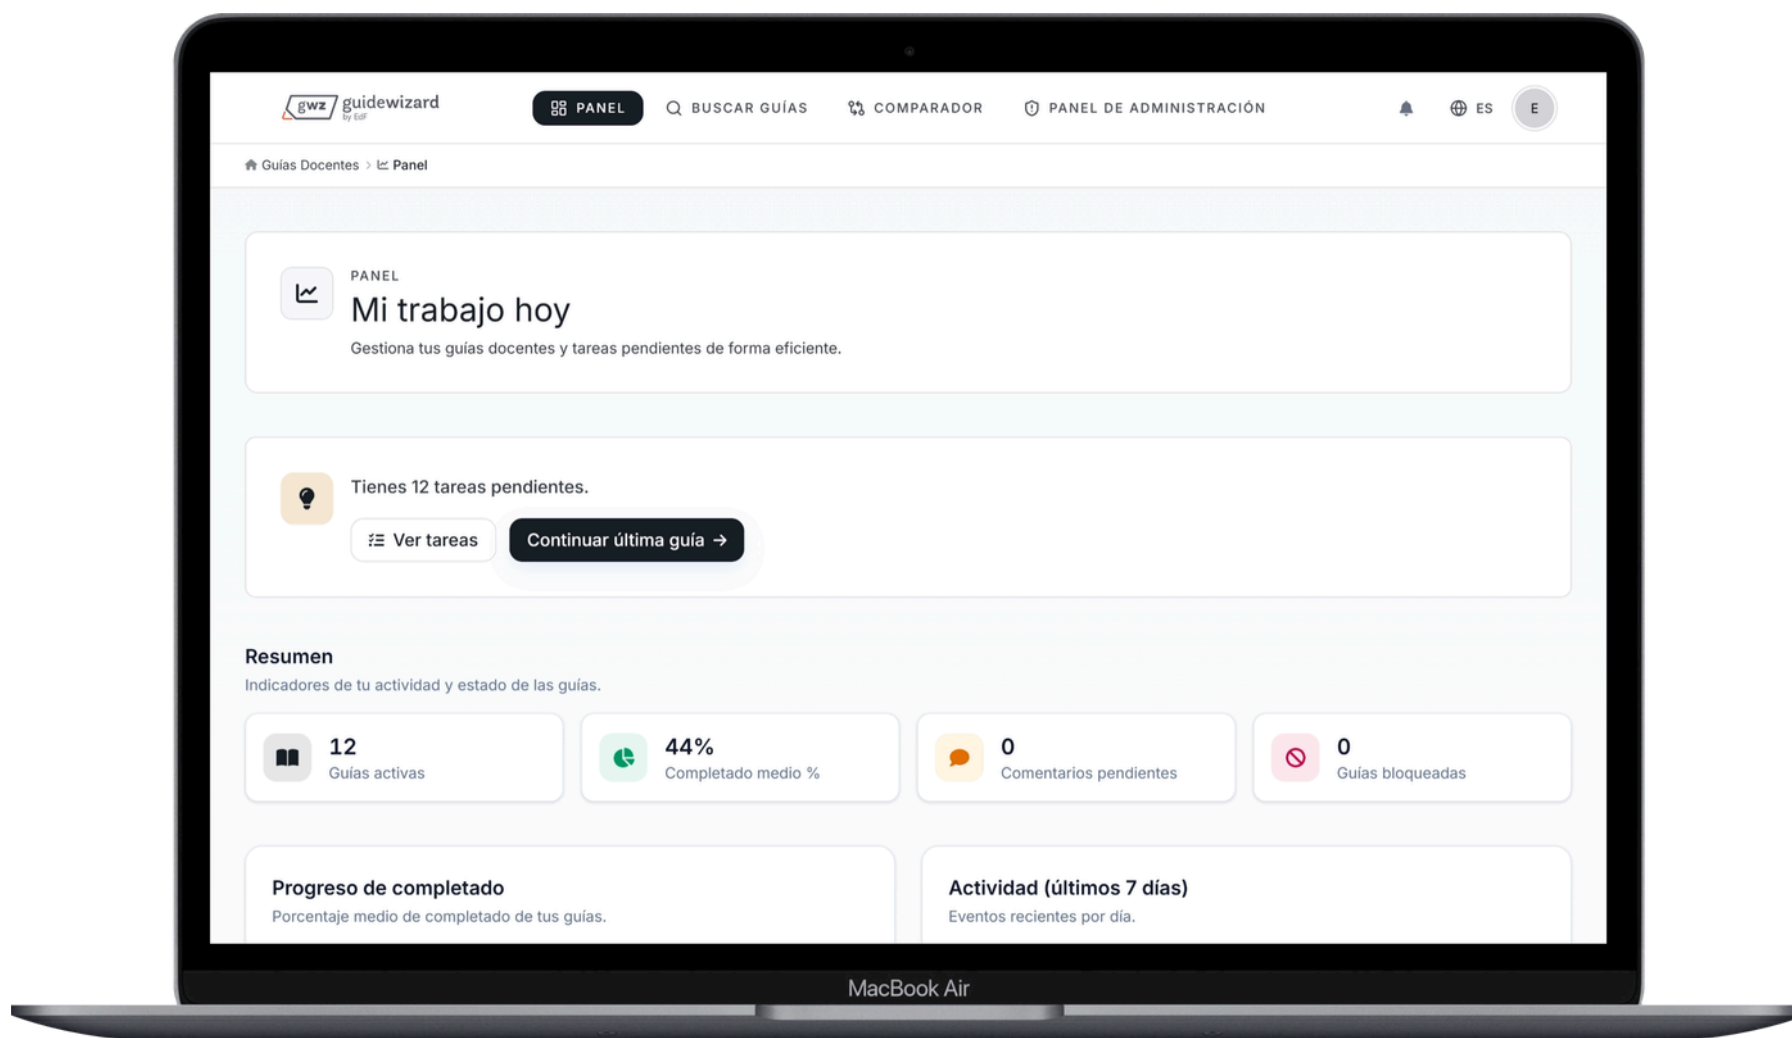 gwz guidewizard
by EdF
PANEL
BUSCAR GUÍAS
COMPARADOR
PANEL DE ADMINISTRACIÓN
ES
E
Guías Docentes > Panel
PANEL
Mi trabajo hoy
Gestiona tus guías docentes y tareas pendientes de forma eficiente.
Tienes 12 tareas pendientes.
Ver tareas
Continuar última guía →
Resumen
Indicadores de tu actividad y estado de las guías.
12
Guías activas
44%
Completado medio %
0
Comentarios pendientes
0
Guías bloqueadas
Progreso de completado
Porcentaje medio de completado de tus guías.
Actividad (últimos 7 días)
Eventos recientes por día.
MacBook Air